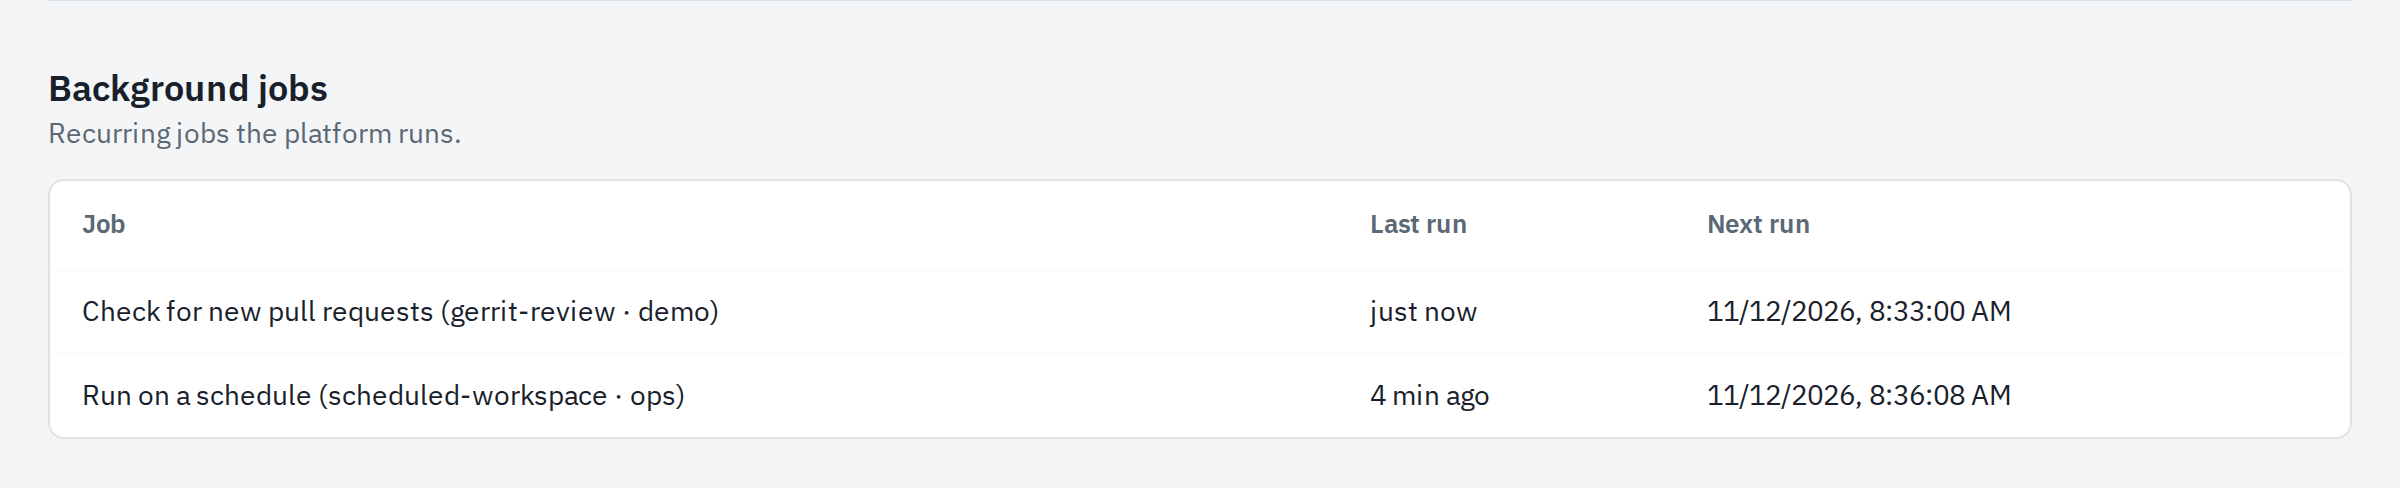 Background jobs
Recurring jobs the platform runs.
Job Last run Next run
Check for new pull requests (gerrit-review · demo) just now 11/12/2026, 8:33:00 AM
Run on a schedule (scheduled-workspace · ops) 4 min ago 11/12/2026, 8:36:08 AM